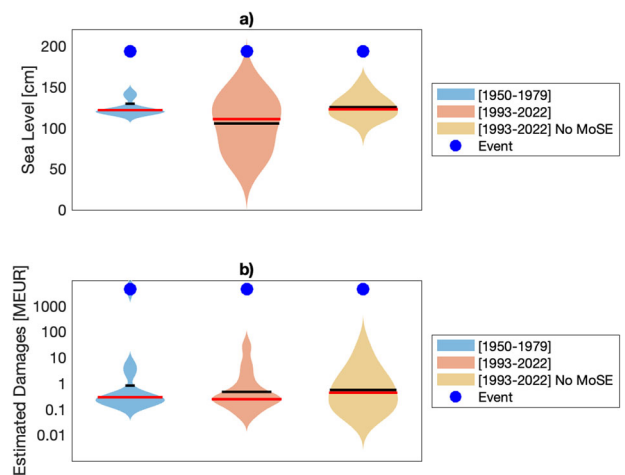 a)
Sea Level [cm]
200
150
100
50
0
[1950-1979]
[1993-2022]
[1993-2022] No MoSE
Event
b)
Estimated Damages [MEUR]
1000
100
10
1
0.1
0.01
[1950-1979]
[1993-2022]
[1993-2022] No MoSE
Event